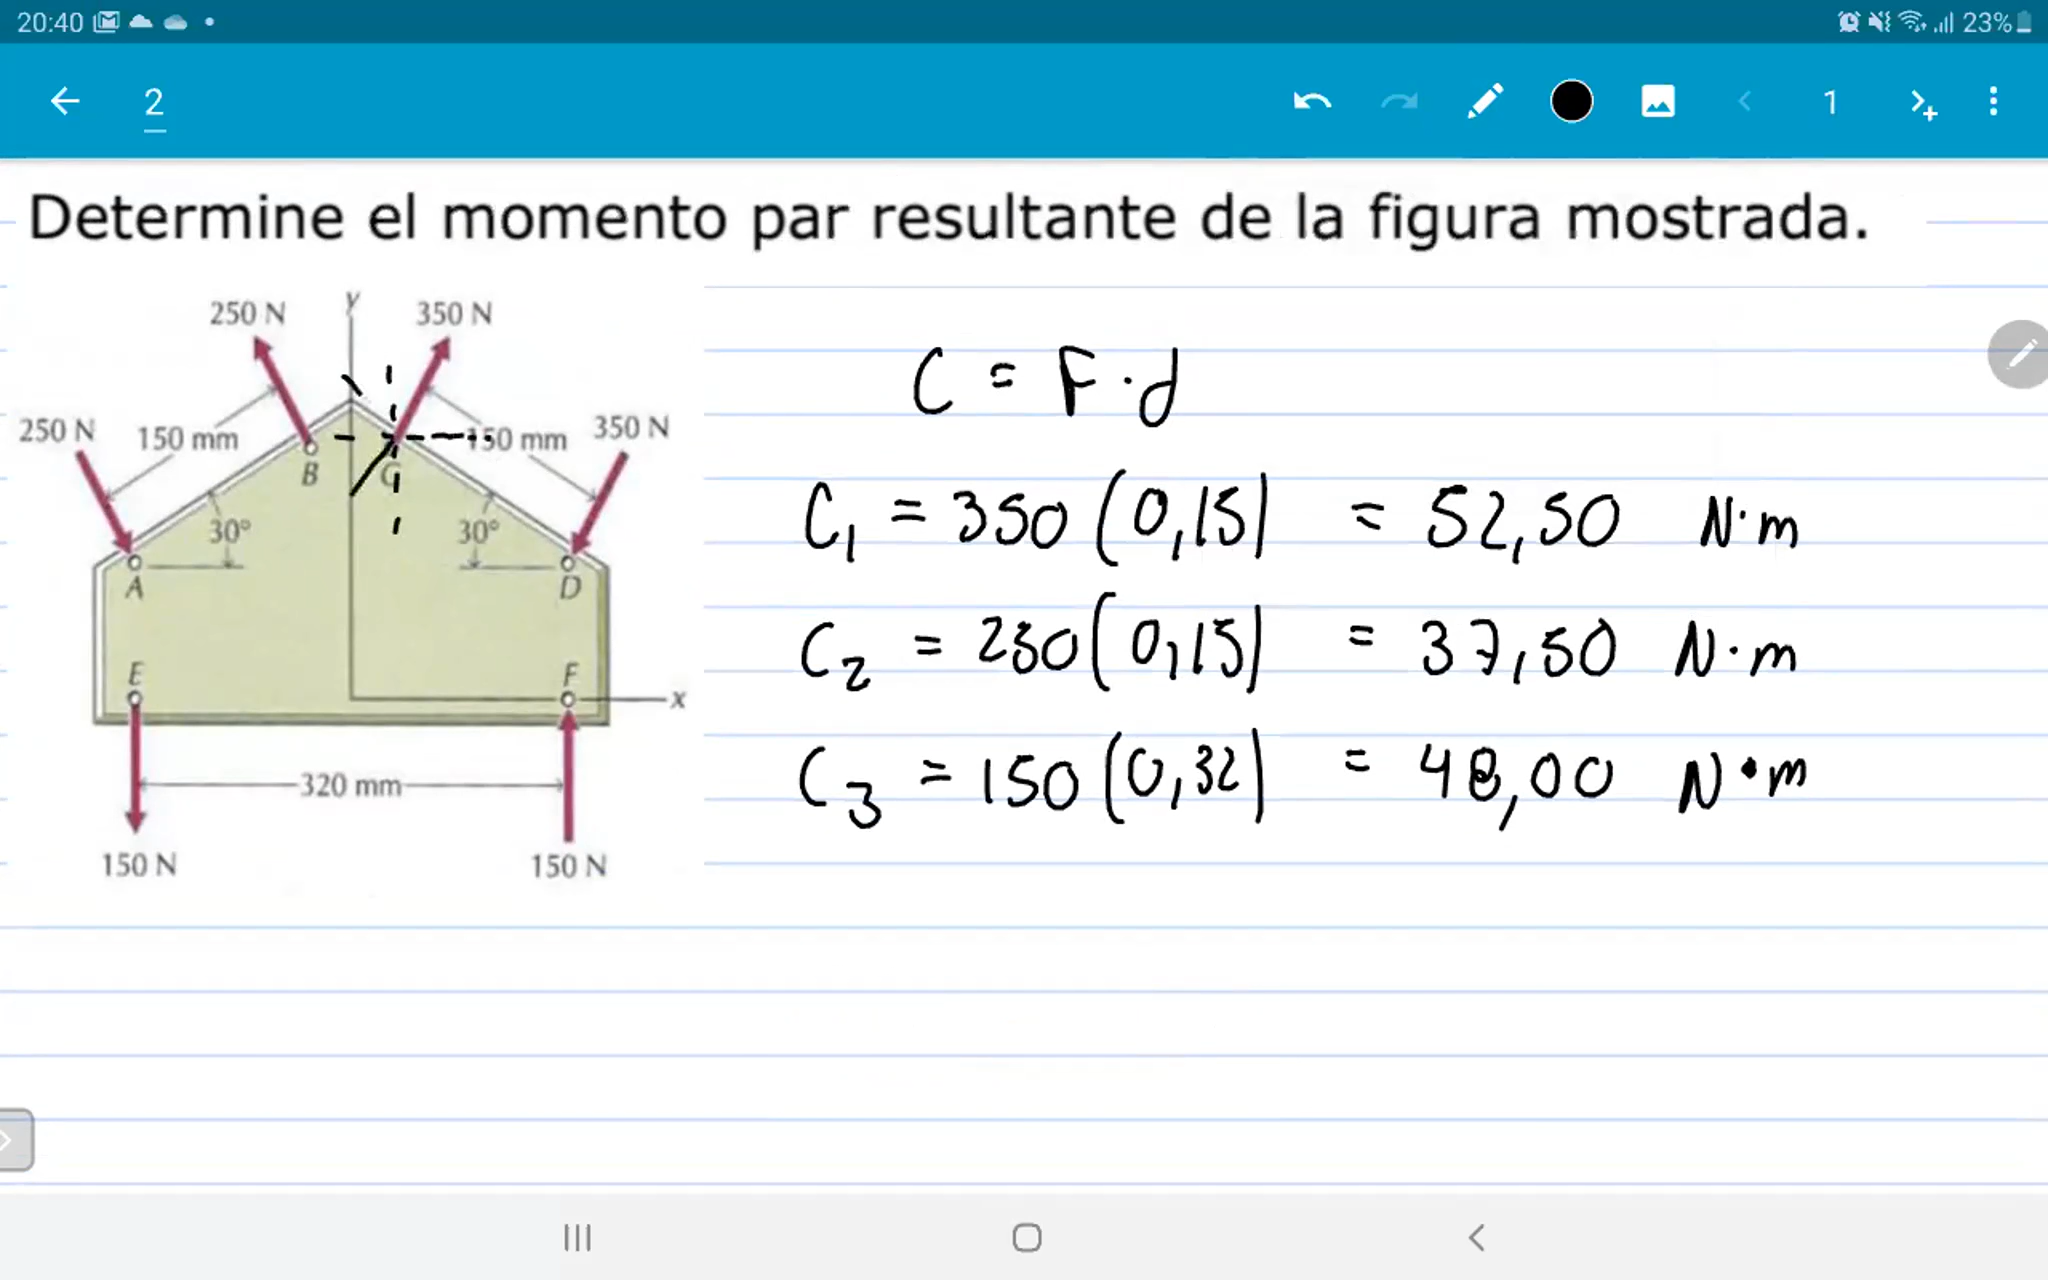 20:40 23%
2 1
Determine el momento par resultante de la figura mostrada.
250 N y 350 N
250 N 150 mm 150 mm 350 N
B C
30° 30°
A D
E F
x
320 mm
150 N 150 N
C = F·d
C₁ = 350 (0,15) = 52,50 N·m
C₂ = 250 (0,15) = 37,50 N·m
C₃ = 150 (0,32) = 48,00 N·m